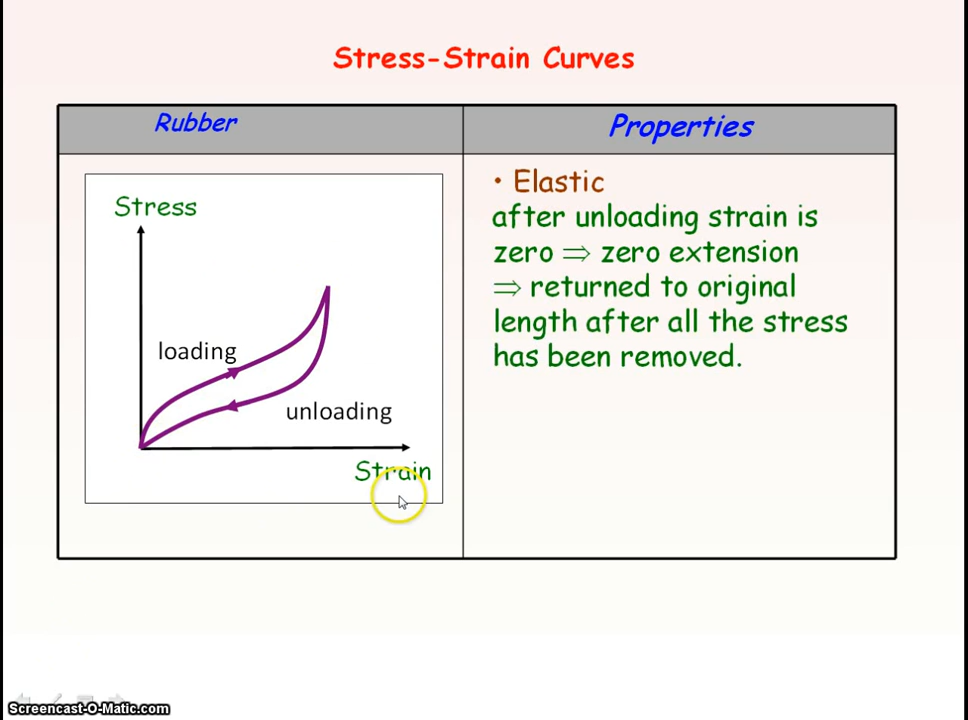 Stress-Strain Curves
Rubber
Properties
Stress
loading
unloading
Strain
• Elastic
after unloading strain is
zero ⇒ zero extension
⇒ returned to original
length after all the stress
has been removed.
Screencast-O-Matic.com